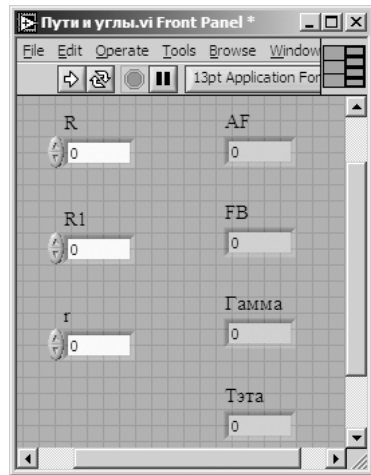 Пути и углы.vi Front Panel *
File Edit Operate Tools Browse Window
13pt Application For
R AF
0 0
R1 FB
0 0
r Гамма
0 0
Тэта
0